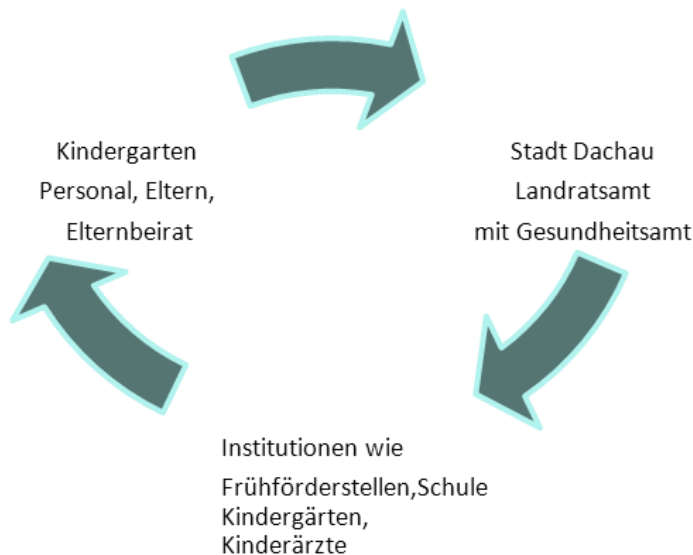 Kindergarten
Personal, Eltern,
Elternbeirat
Stadt Dachau
Landratsamt
mit Gesundheitsamt
Institutionen wie
Frühförderstellen,Schule
Kindergärten,
Kinderärzte